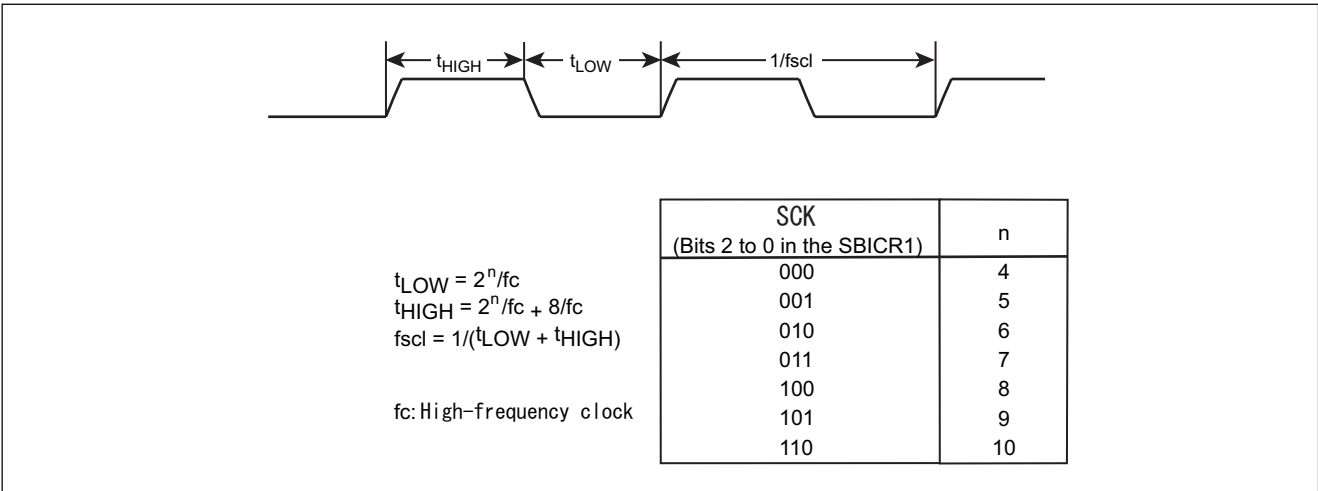 tHIGH tLOW 1/fscl
SCK
(Bits 2 to 0 in the SBICR1) n
000 4
tLOW = 2^n/fc
001 5
tHIGH = 2^n/fc + 8/fc
010 6
fscl = 1/(tLOW + tHIGH)
011 7
100 8
fc: High-frequency clock
101 9
110 10